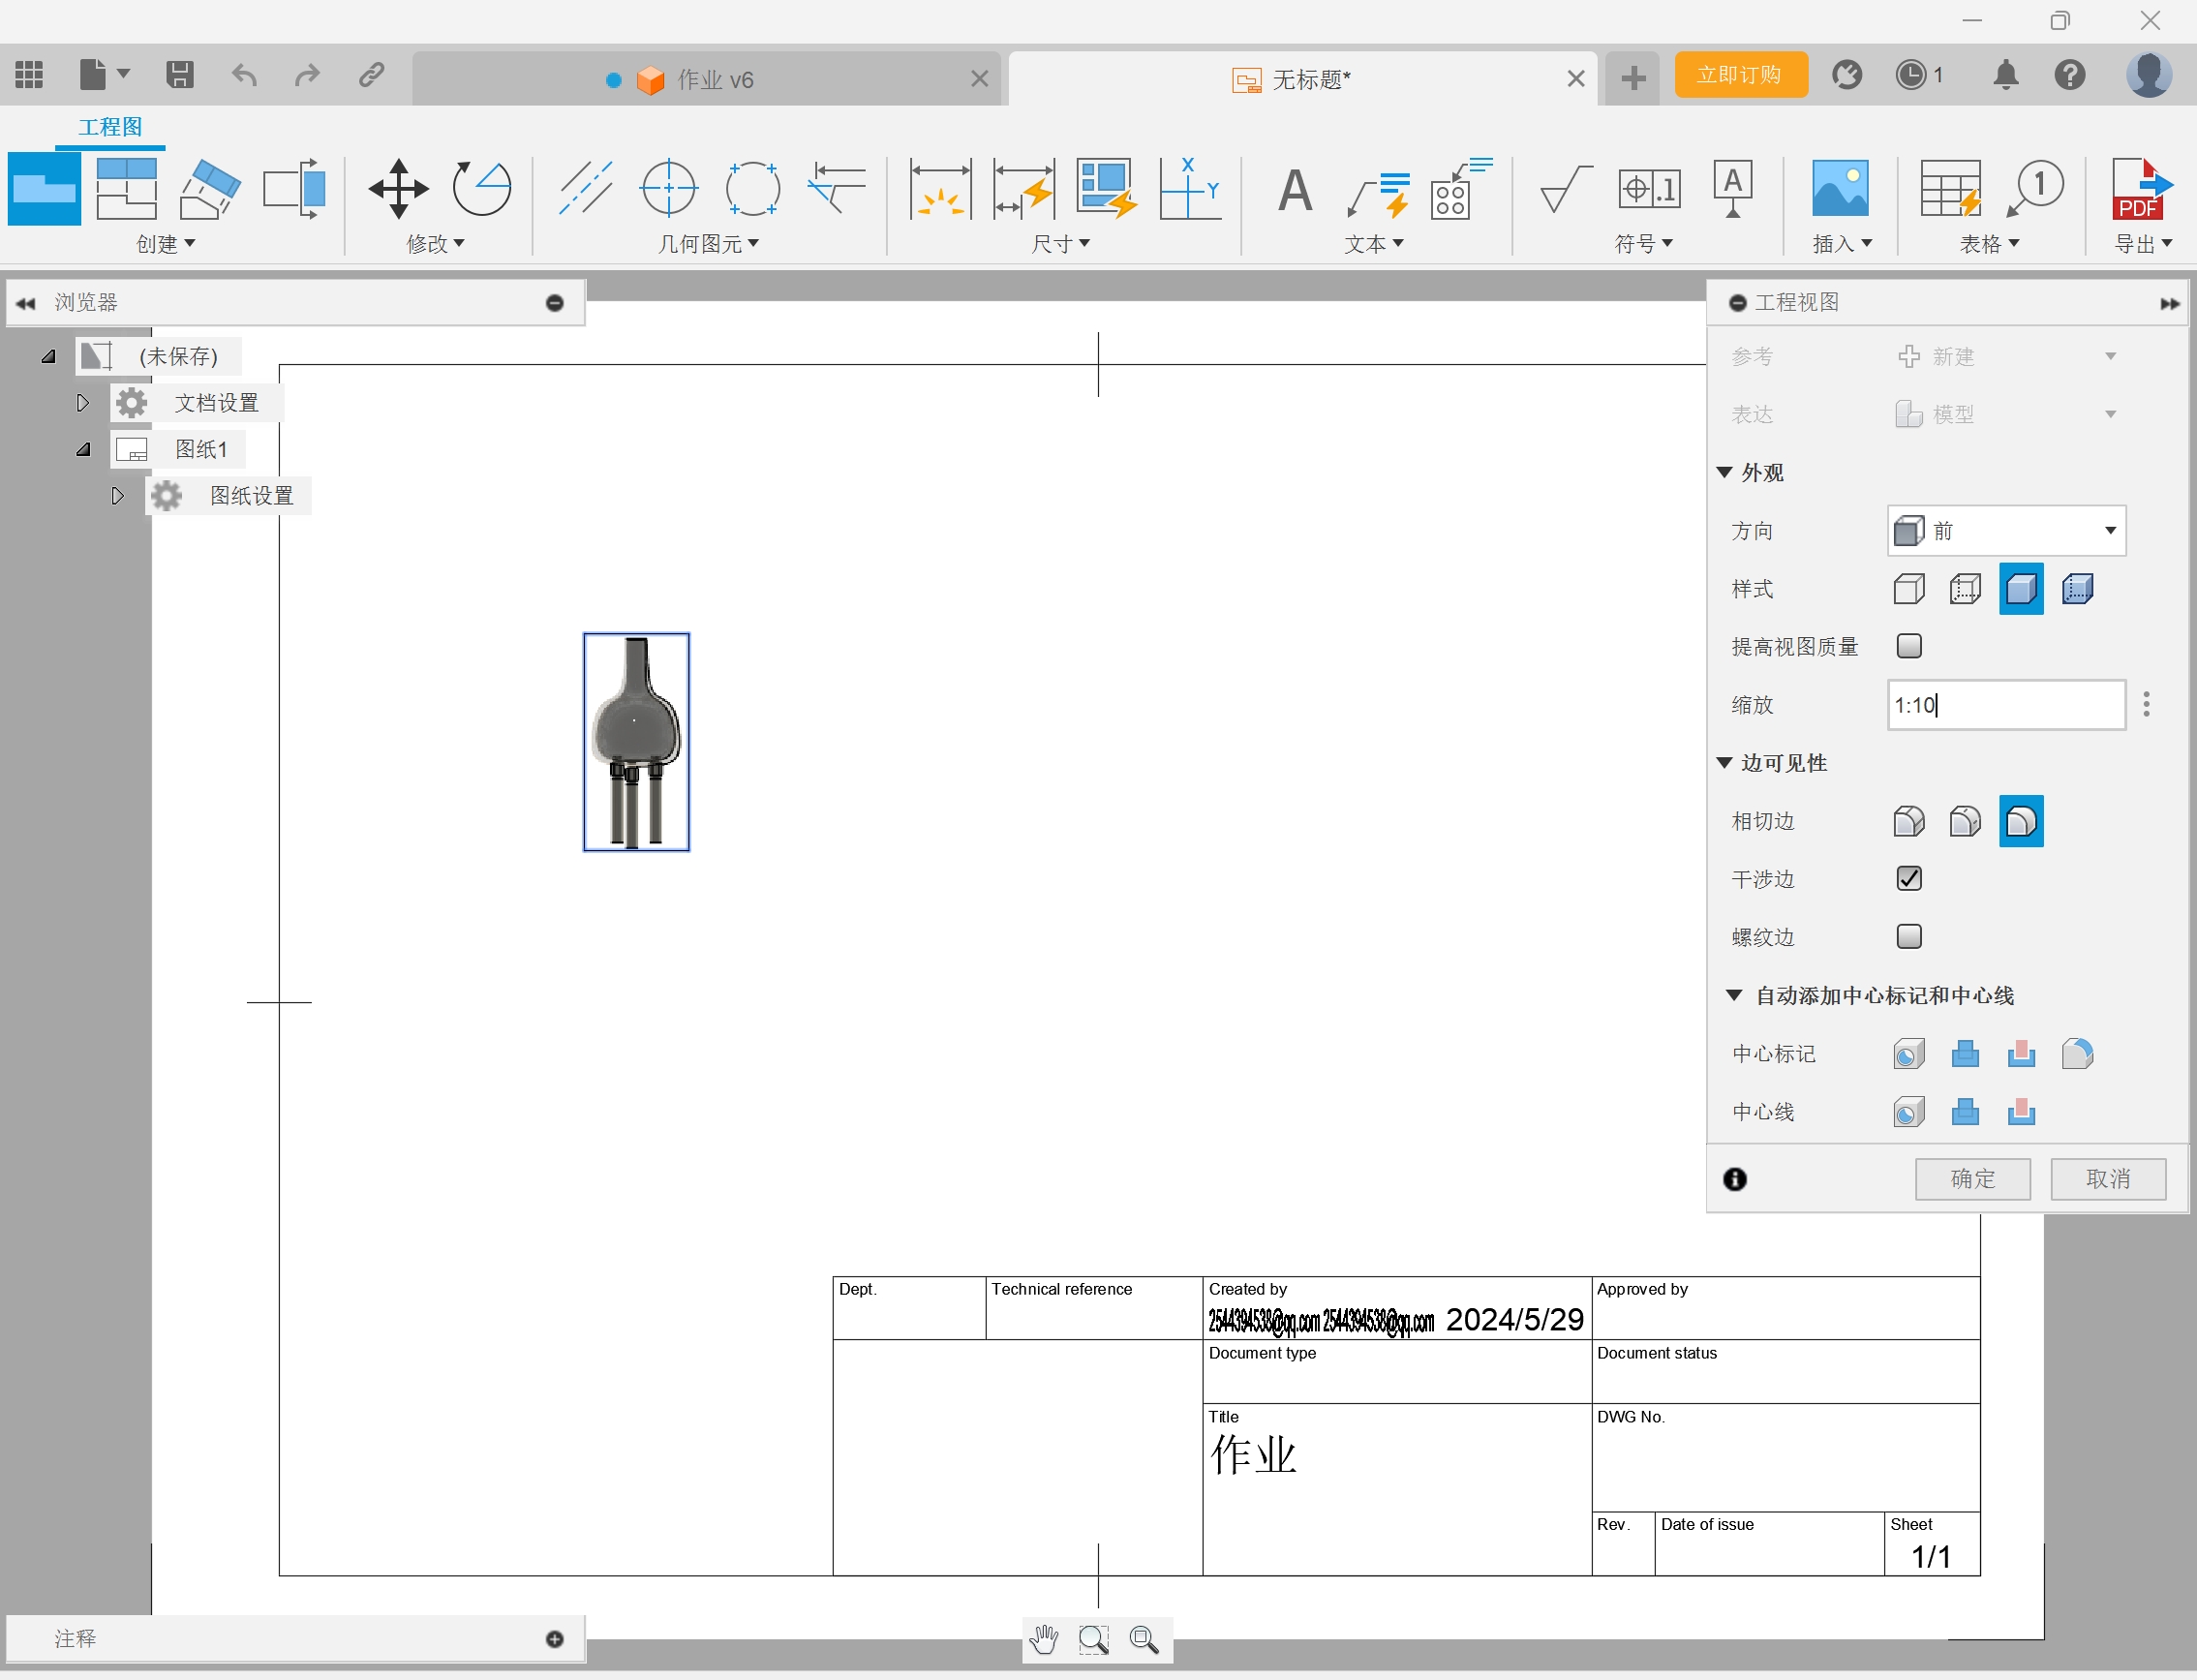 作业 v6
无标题*
立即订购
1
工程图
创建
修改
几何图元
尺寸
X
Y
文本
A
.1
A
符号
插入
1
表格
PDF
导出
浏览器
(未保存)
文档设置
图纸1
图纸设置
工程视图
参考
新建
表达
模型
外观
方向
前
样式
提高视图质量
缩放
1:10
边可见性
相切边
干涉边
螺纹边
自动添加中心标记和中心线
中心标记
中心线
确定
取消
Dept.
Technical reference
Created by
2544394538@qq.com 2544394538@qq.com 2024/5/29
Approved by
Document type
Document status
Title
作业
DWG No.
Rev.
Date of issue
Sheet
1/1
注释